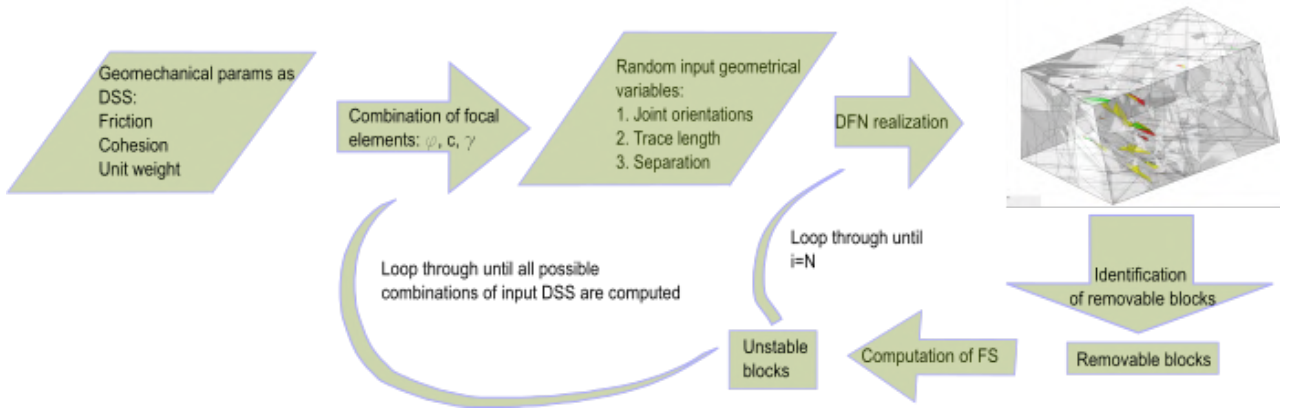 Geomechanical params as
DSS:
Friction
Cohesion
Unit weight
Combination of focal
elements: φ, c, γ
Random input geometrical
variables:
1. Joint orientations
2. Trace length
3. Separation
DFN realization
Loop through until all possible
combinations of input DSS are computed
Loop through until
i=N
Identification
of removable blocks
Unstable
blocks
Computation of FS
Removable blocks